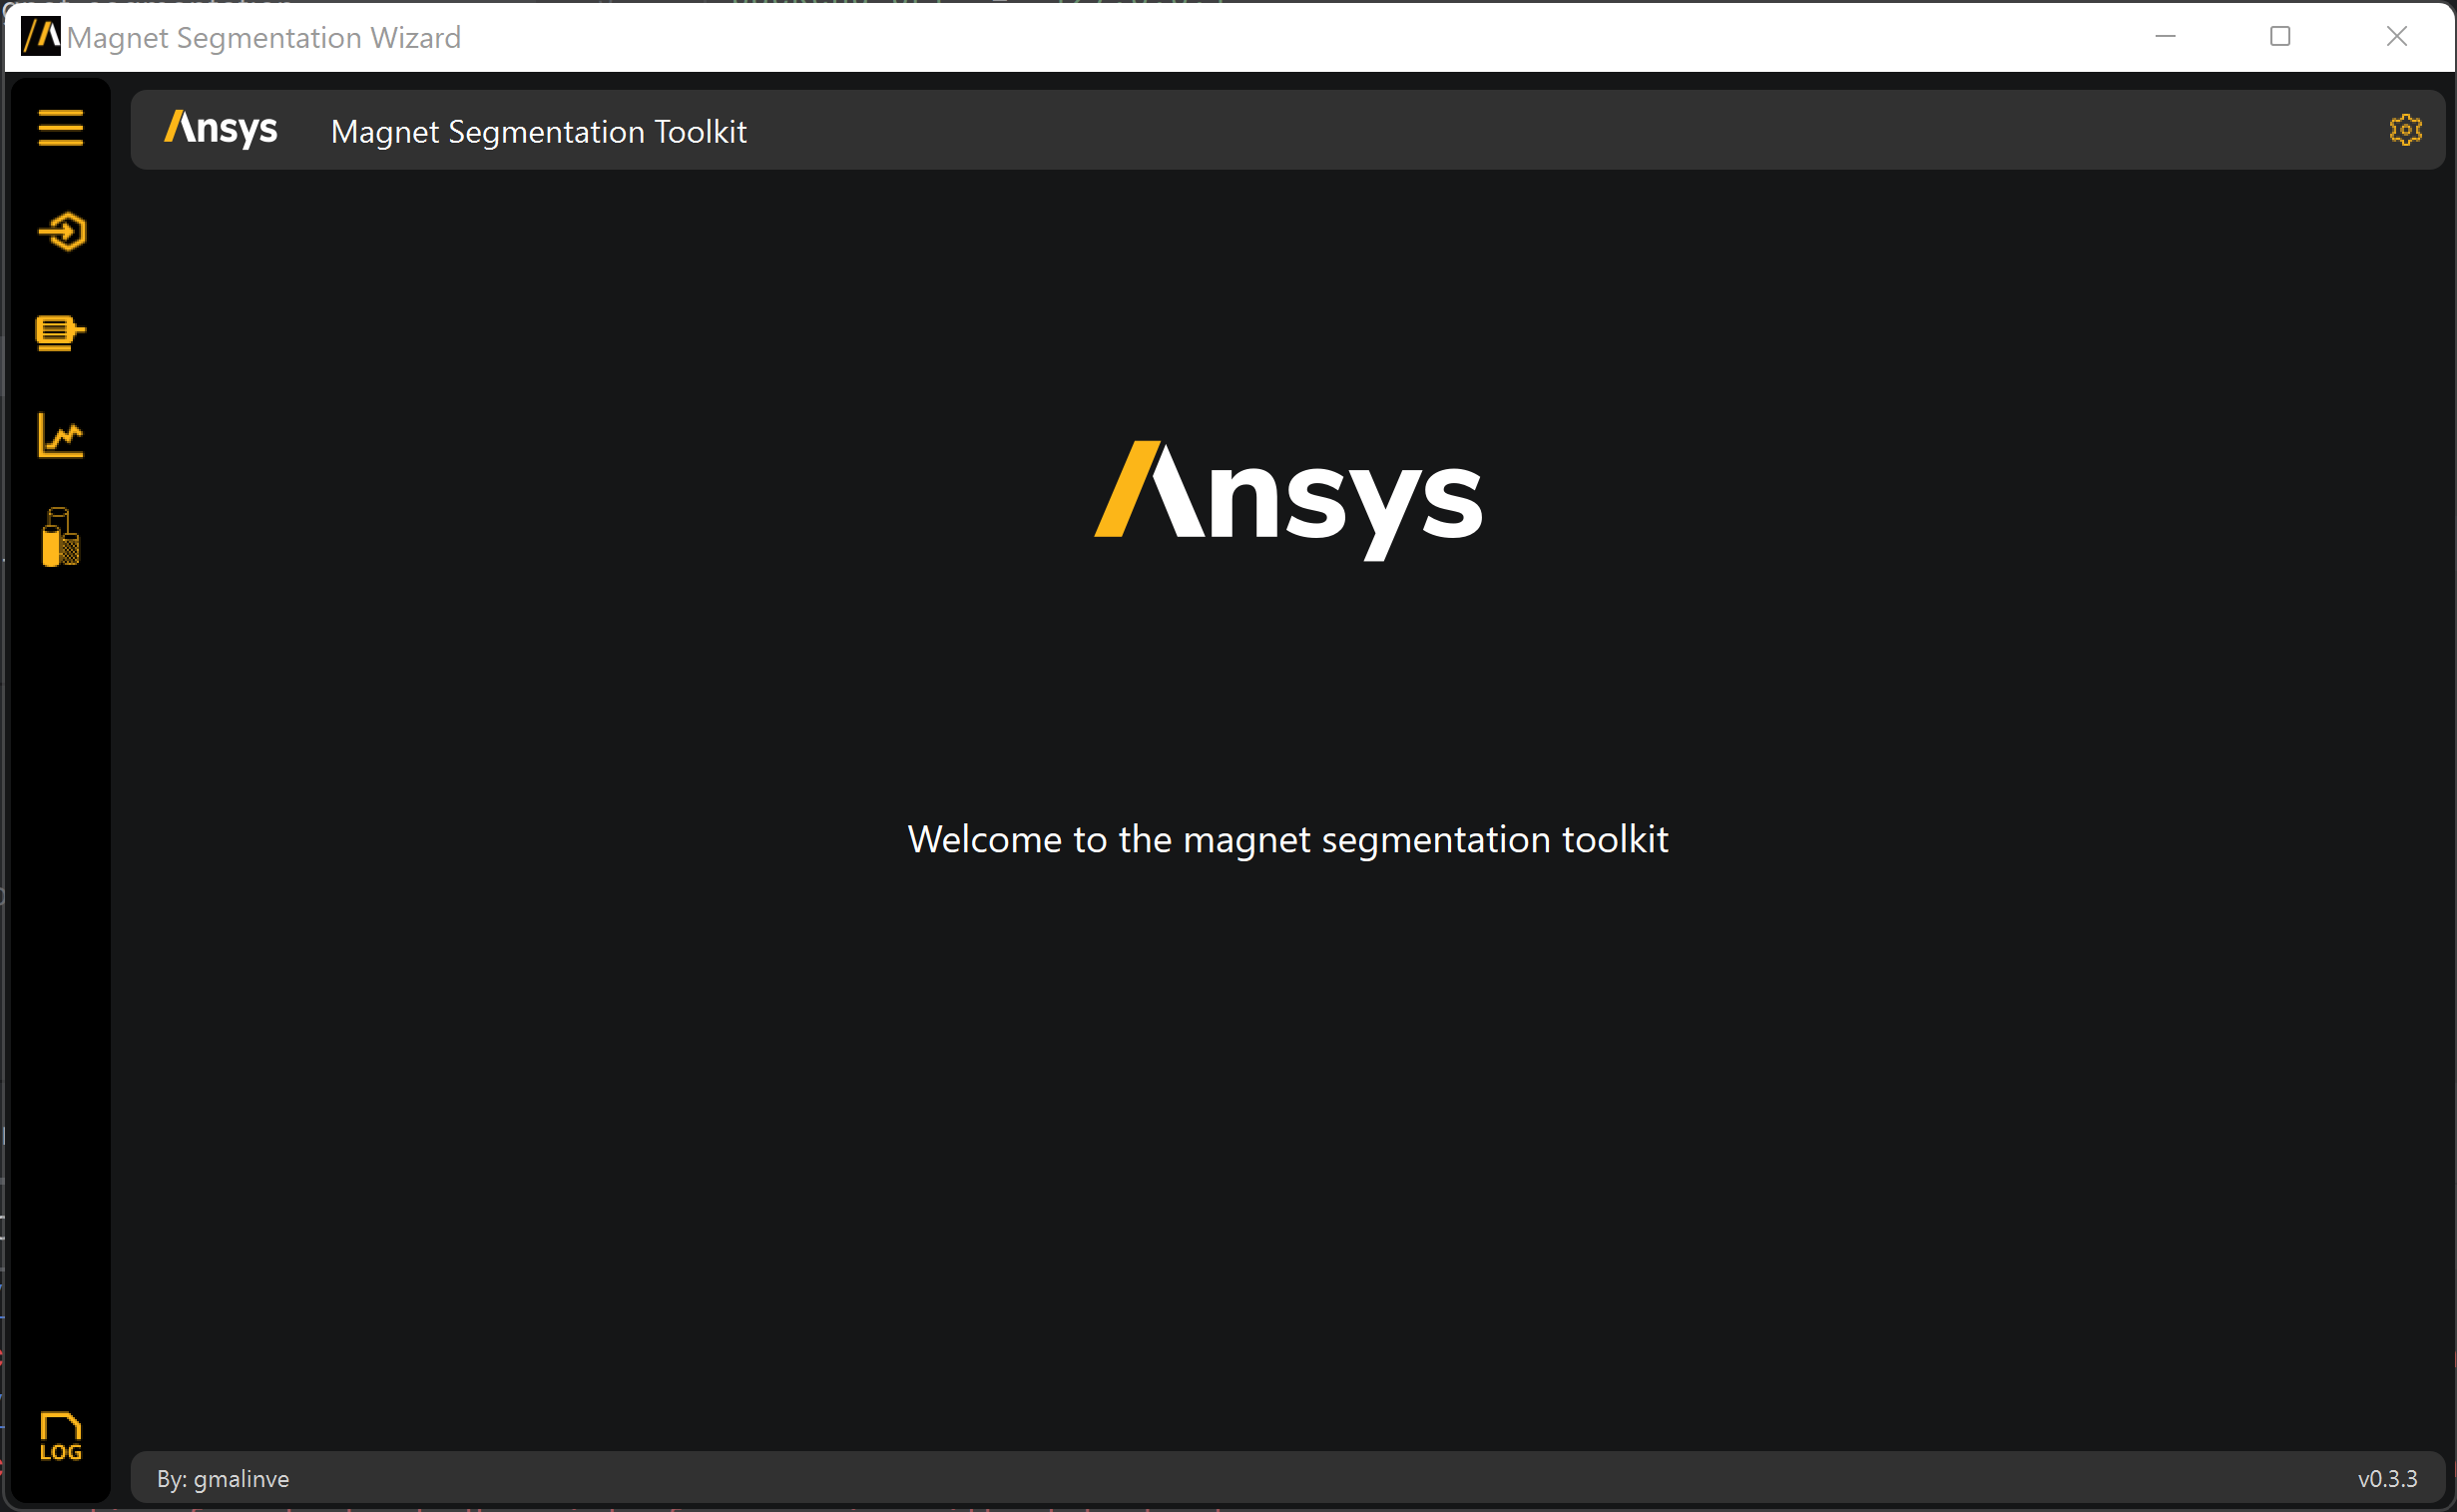 Magnet Segmentation Wizard
Ansys Magnet Segmentation Toolkit
Ansys
Welcome to the magnet segmentation toolkit
LOG
By: gmalinve v0.3.3